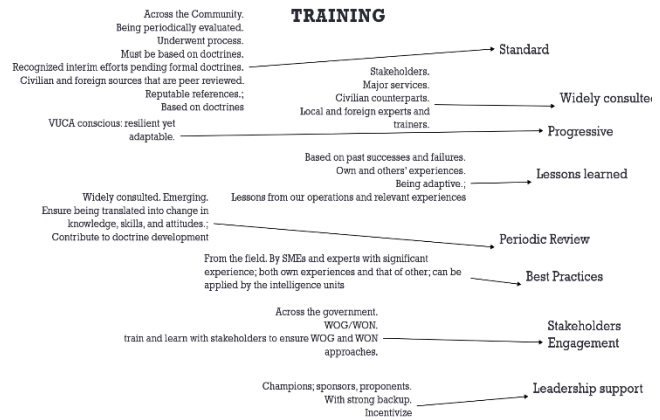 TRAINING
Across the Community.
Being periodically evaluated.
Underwent process.
Must be based on doctrines.
Recognized interim efforts pending formal doctrines.
Civilian and foreign sources that are peer reviewed.
Reputable references.;
Based on doctrines
Standard
Stakeholders.
Major services.
Civilian counterparts.
Local and foreign experts and
trainers.
Widely consulted
VUCA conscious: resilient yet
adaptable.
Progressive
Based on past successes and failures.
Own and others' experiences.
Being adaptive.;
Lessons from our operations and relevant experiences
Lessons learned
Widely consulted. Emerging.
Ensure being translated into change in
knowledge, skills, and attitudes.;
Contribute to doctrine development
Periodic Review
From the field. By SMEs and experts with significant
experience; both own experiences and that of other; can be
applied by the intelligence units
Best Practices
Across the government.
WOG/WON.
train and learn with stakeholders to ensure WOG and WON
approaches.
Stakeholders
Engagement
Champions; sponsors, proponents.
With strong backup.
Incentivize
Leadership support